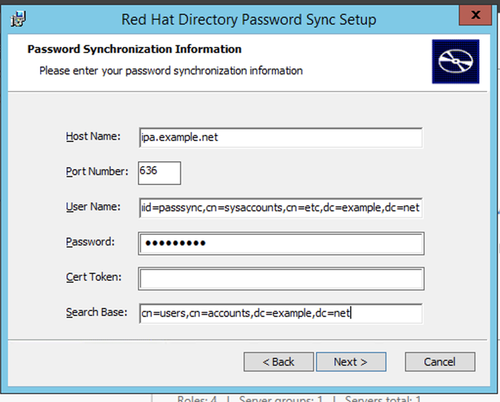 Red Hat Directory Password Sync Setup
X
Password Synchronization Information
Please enter your password synchronization information
Host Name: ipa.example.net
Port Number: 636
User Name: iid=passsync,cn=sysaccounts,cn=etc,dc=example,dc=net
Password: •••••••••
Cert Token:
Search Base: cn=users,cn=accounts,dc=example,dc=net
< Back Next > Cancel
Roles: 4 | Server groups: 1 | Servers total: 1